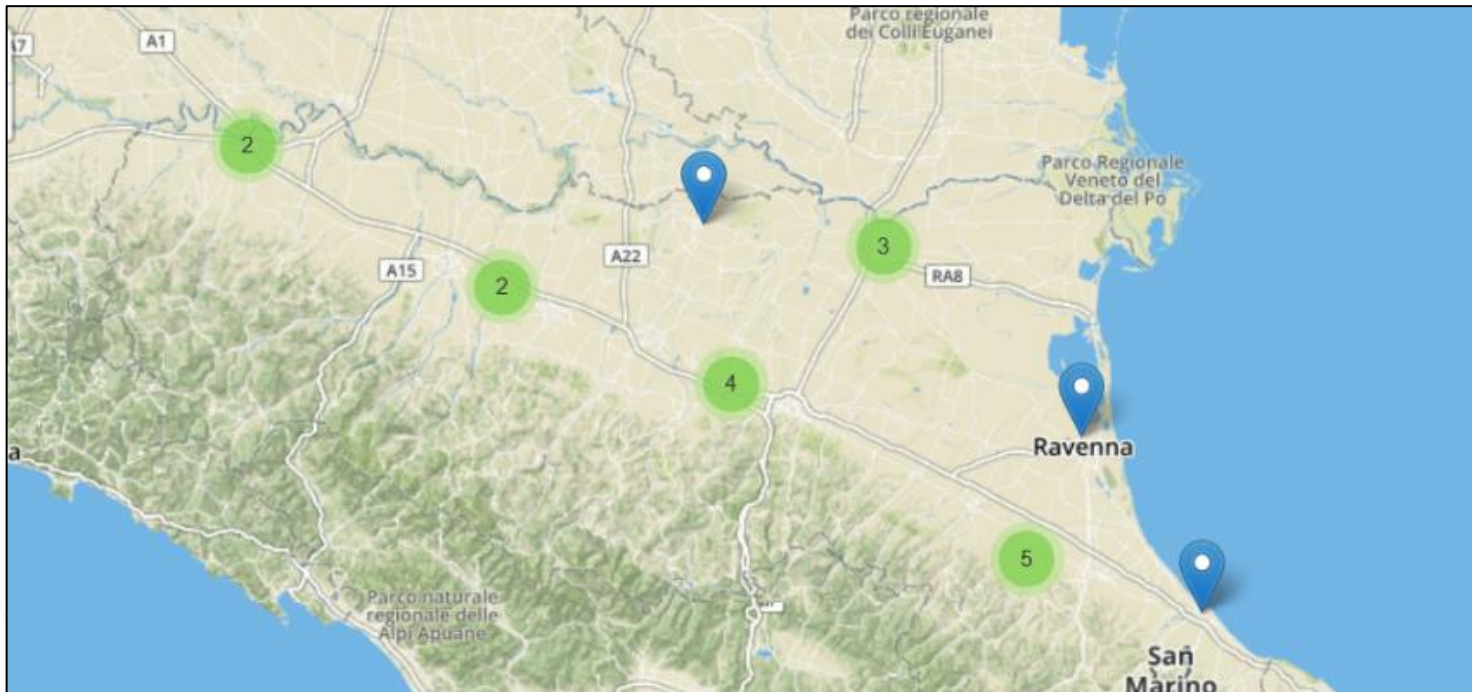 Parco regionale
dei Colli Euganei
A7
A1
2
Parco Regionale
Veneto del
Delta del Po
3
A22
A15
RA8
2
4
Ravenna
a
5
Parco naturale
regionale delle
Alpi Apuane
San
Marino